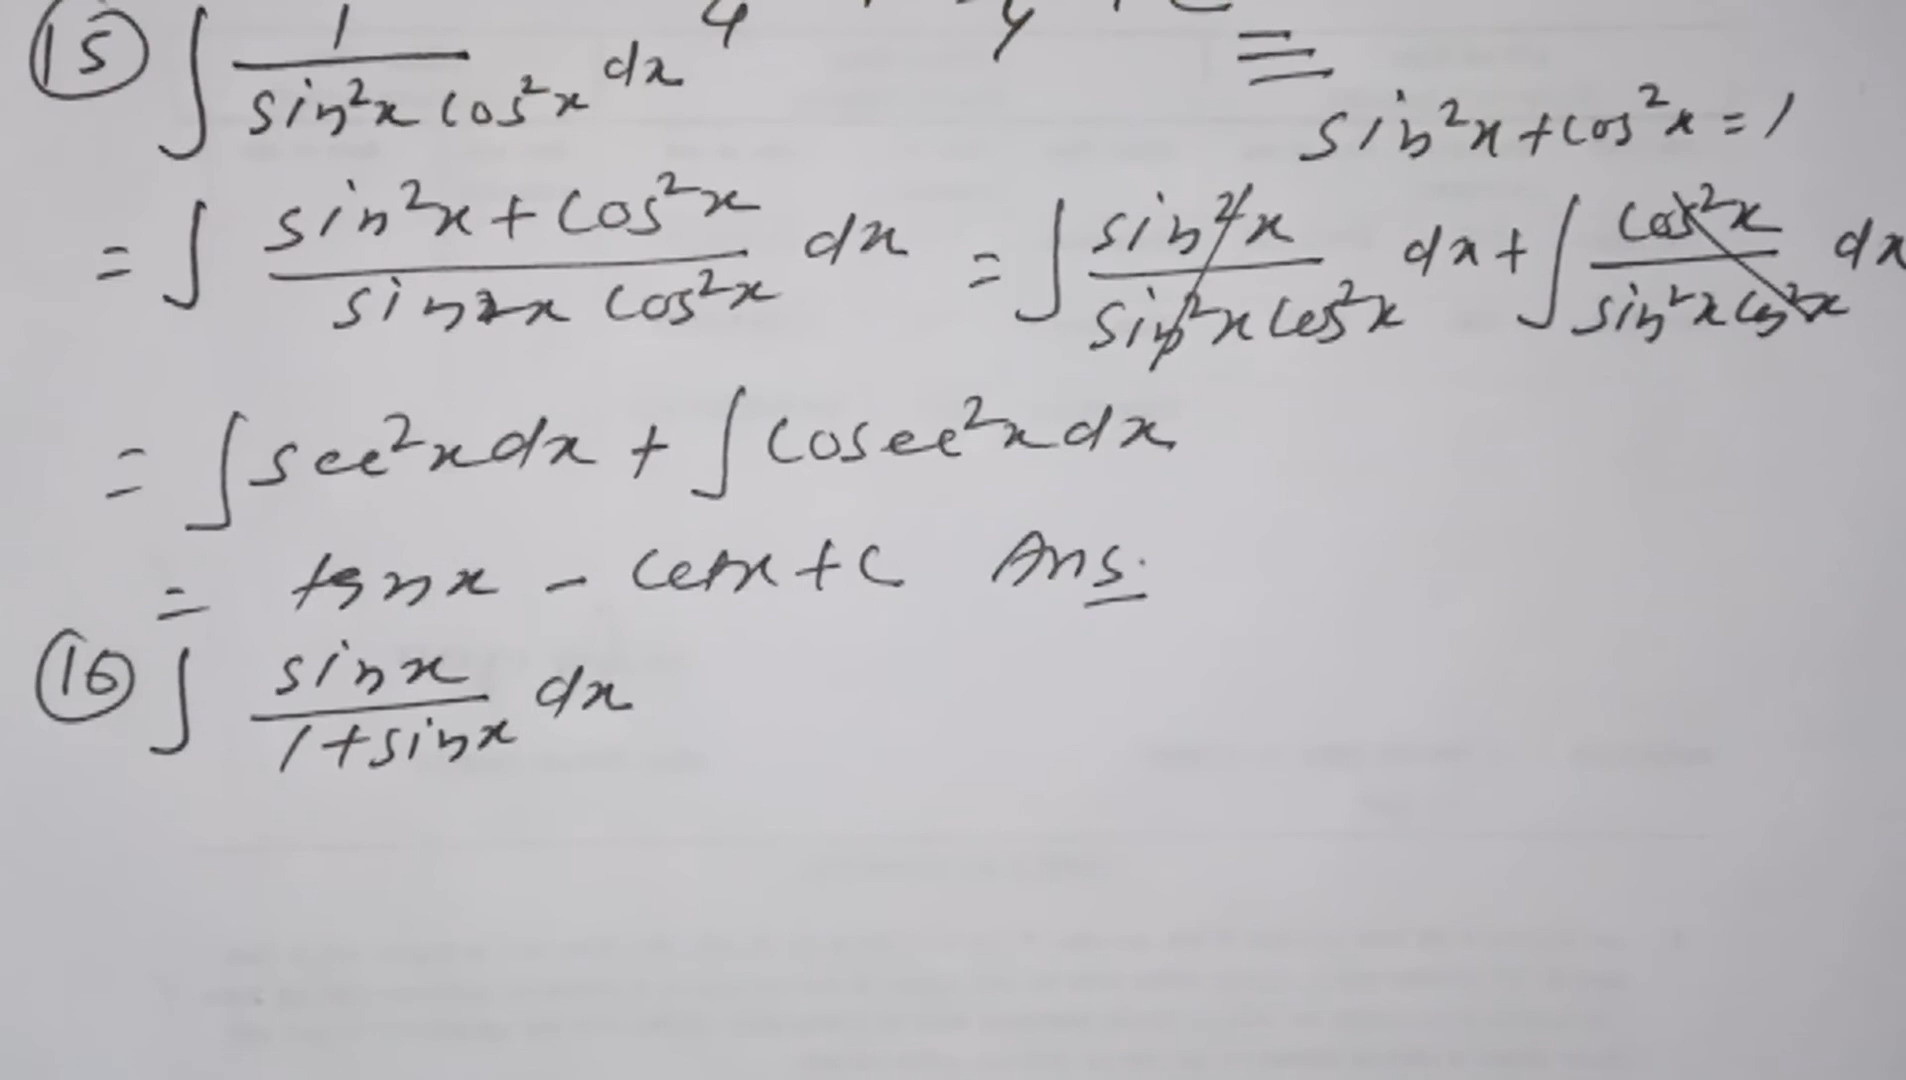 (15) ∫ 1/(sin²x cos²x) dx
sin²x + cos²x = 1
= ∫ (sin²x + cos²x)/(sin²x cos²x) dx = ∫ sin²x/(sin²x cos²x) dx + ∫ cos²x/(sin²x cos²x) dx
= ∫ sec²x dx + ∫ cosec²x dx
= tanx - cotx + C Ans.
(16) ∫ sinx/(1+sinx) dx